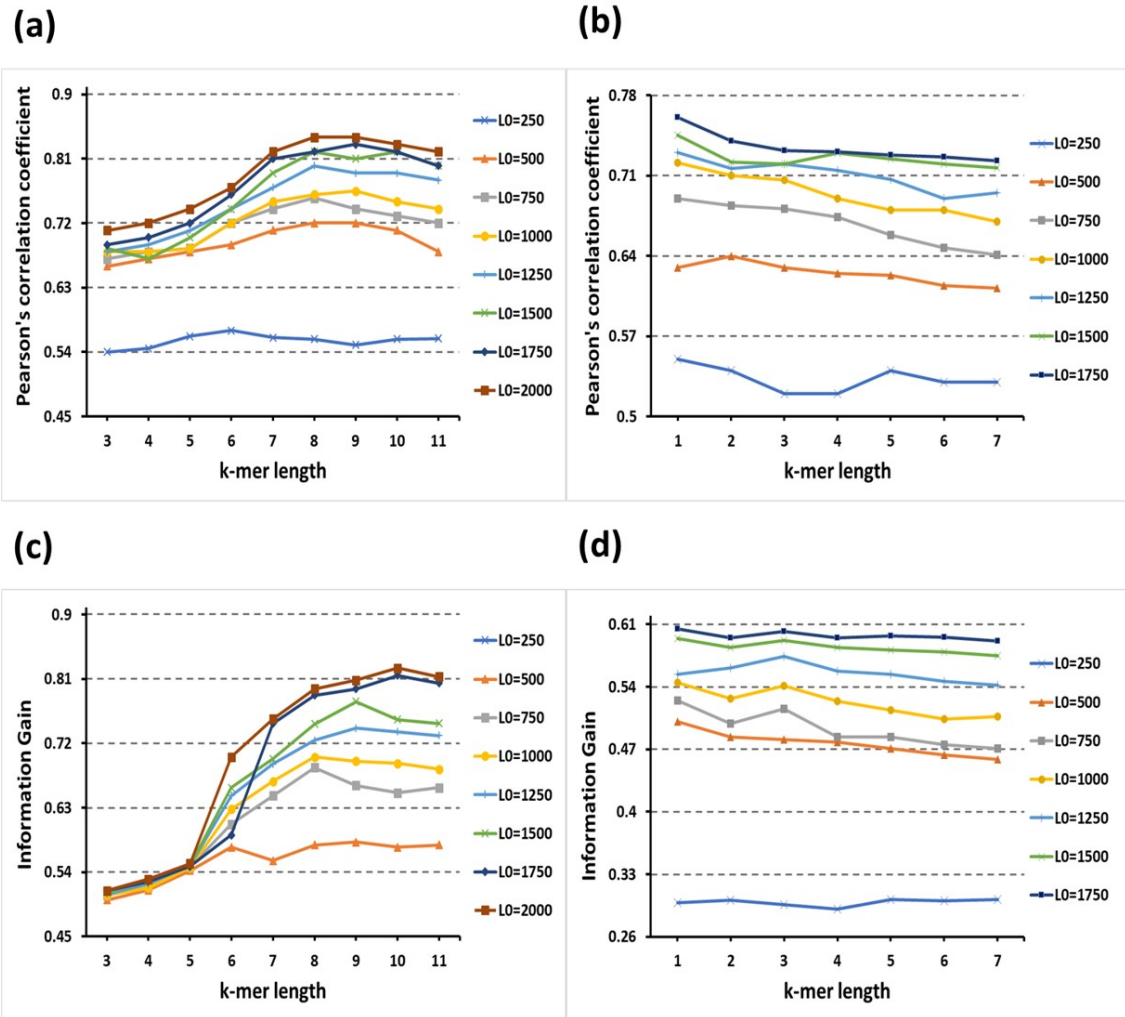 (a)
Pearson's correlation coefficient
0.9
0.81
0.72
0.63
0.54
0.45
3 4 5 6 7 8 9 10 11
k-mer length
L0=250
L0=500
L0=750
L0=1000
L0=1250
L0=1500
L0=1750
L0=2000
(b)
Pearson's correlation coefficient
0.78
0.71
0.64
0.57
0.5
1 2 3 4 5 6 7
k-mer length
L0=250
L0=500
L0=750
L0=1000
L0=1250
L0=1500
L0=1750
(c)
Information Gain
0.9
0.81
0.72
0.63
0.54
0.45
3 4 5 6 7 8 9 10 11
k-mer length
L0=250
L0=500
L0=750
L0=1000
L0=1250
L0=1500
L0=1750
L0=2000
(d)
Information Gain
0.61
0.54
0.47
0.4
0.33
0.26
1 2 3 4 5 6 7
k-mer length
L0=250
L0=500
L0=750
L0=1000
L0=1250
L0=1500
L0=1750